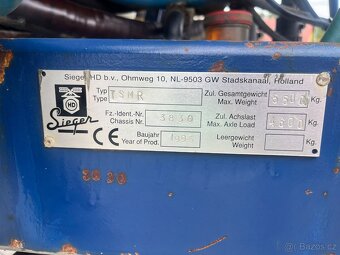 Sieger HD b.v., Ohmweg 10, NL-9503 GW Stadskanaal, Holland
HD
Sieger
CE
Typ
Type
TSMR
Zul. Gesamtgewicht
Max. Weight
Kg.
Fz.-Ident.-Nr.
Chassis Nr.
3830
Zul. Achslast
Max. Axle Load
Kg.
Baujahr
Year of Prod.
Leergewicht
Weight
Kg.
3830